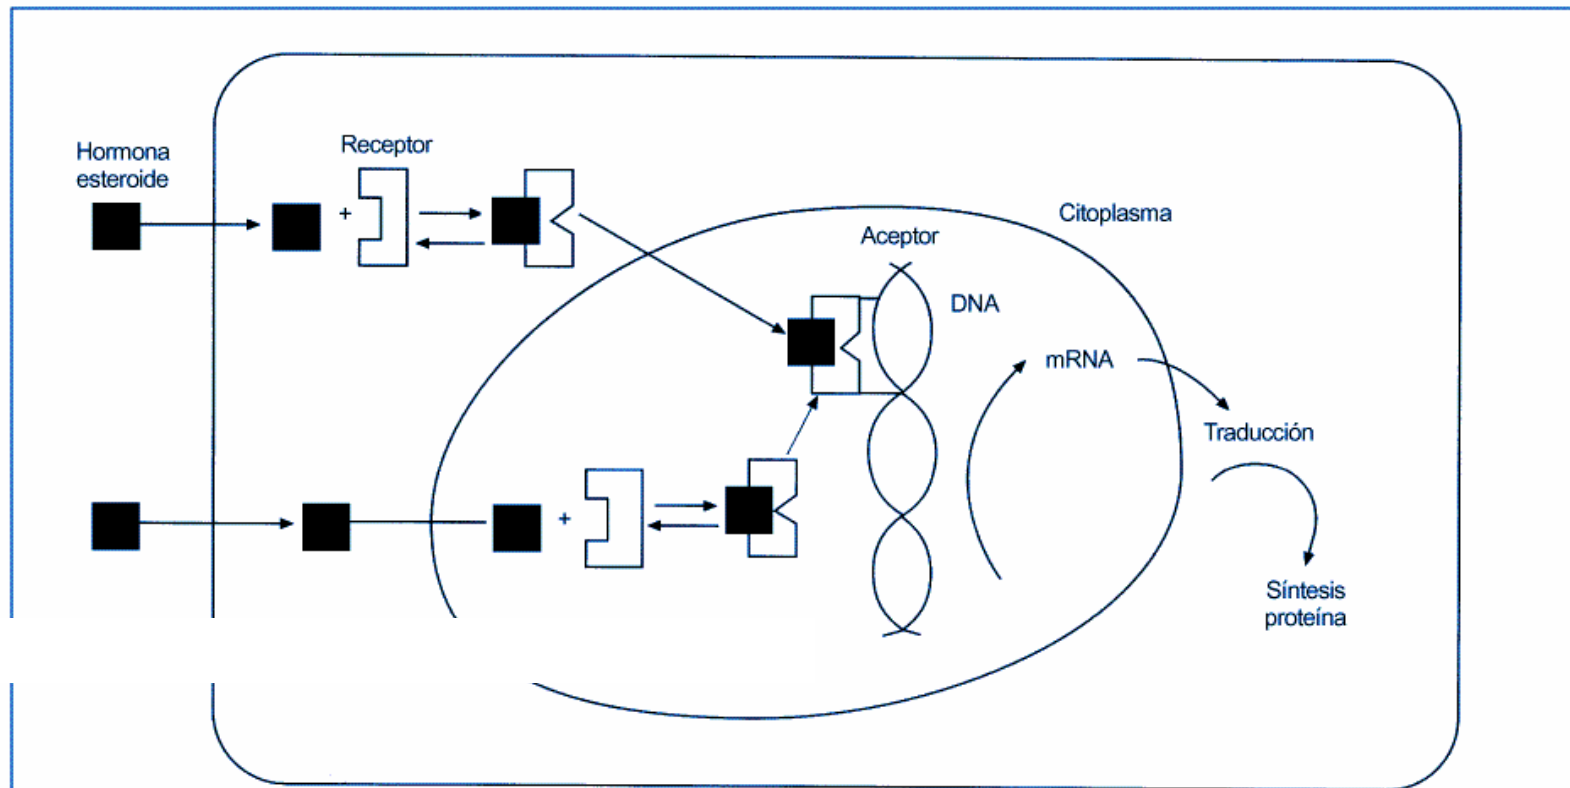 Hormona
esteroide
Receptor
+
Citoplasma
Aceptor
DNA
mRNA
Traducción
+
Síntesis
proteína